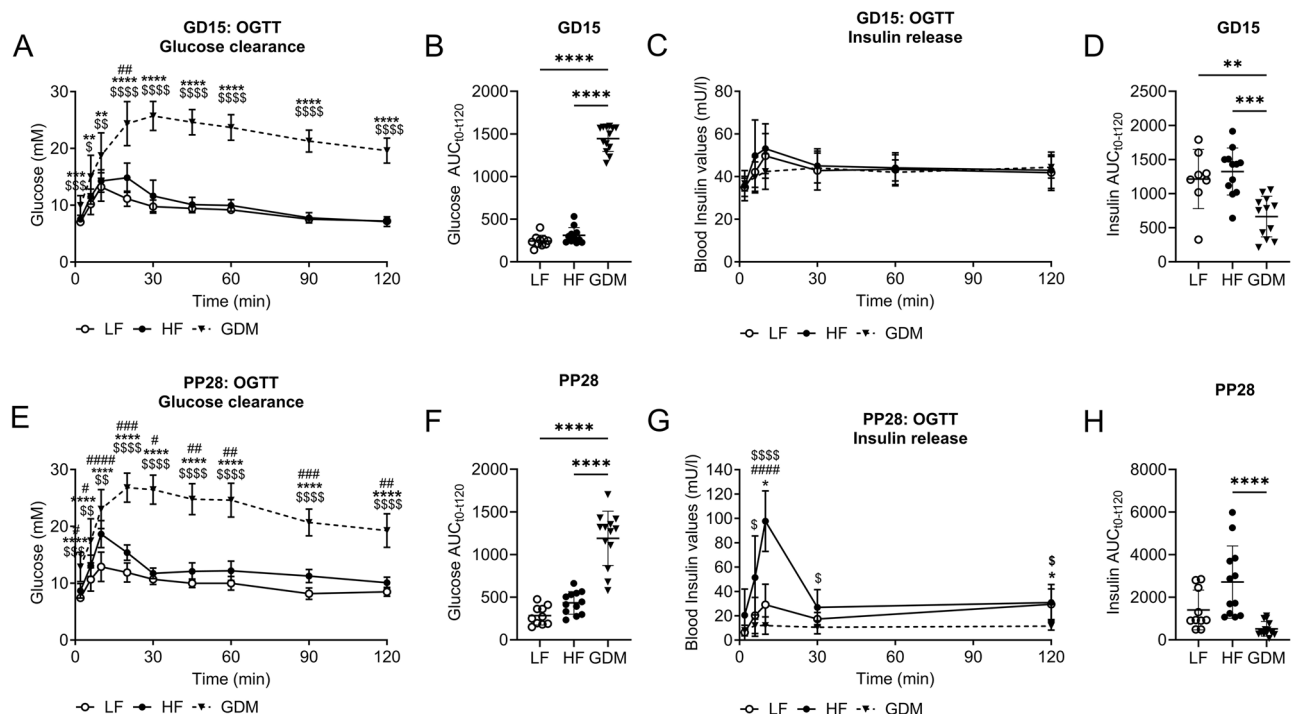 A
GD15: OGTT
Glucose clearance
Glucose (mM)
30
20
10
0
***
$$$
**
$
**
$$
##
****
$$$$
****
$$$$
****
$$$$
****
$$$$
****
$$$$
****
$$$$
0 30 60 90 120
Time (min)
LF HF GDM
B
GD15
****
****
Glucose AUCt0-t120
2000
1500
1000
500
0
LF HF GDM
C
GD15: OGTT
Insulin release
Blood Insulin values (mU/l)
80
60
40
20
0
0 30 60 90 120
Time (min)
LF HF GDM
D
GD15
**
***
Insulin AUCt0-t120
2500
2000
1500
1000
500
0
LF HF GDM
E
PP28: OGTT
Glucose clearance
Glucose (mM)
30
20
10
0
#
****
$$$
#
****
$$
####
****
$$
###
****
$$$$
#
****
$$$$
##
****
$$$$
##
****
$$$$
###
****
$$$$
##
****
$$$$
0 30 60 90 120
Time (min)
LF HF GDM
F
PP28
****
****
Glucose AUCt0-t120
2000
1500
1000
500
0
LF HF GDM
G
PP28: OGTT
Insulin release
Blood Insulin values (mU/l)
140
120
100
80
60
40
20
0
$
$$$$
####
*
$
$
*
0 30 60 90 120
Time (min)
LF HF GDM
H
PP28
****
Insulin AUCt0-t120
8000
6000
4000
2000
0
LF HF GDM